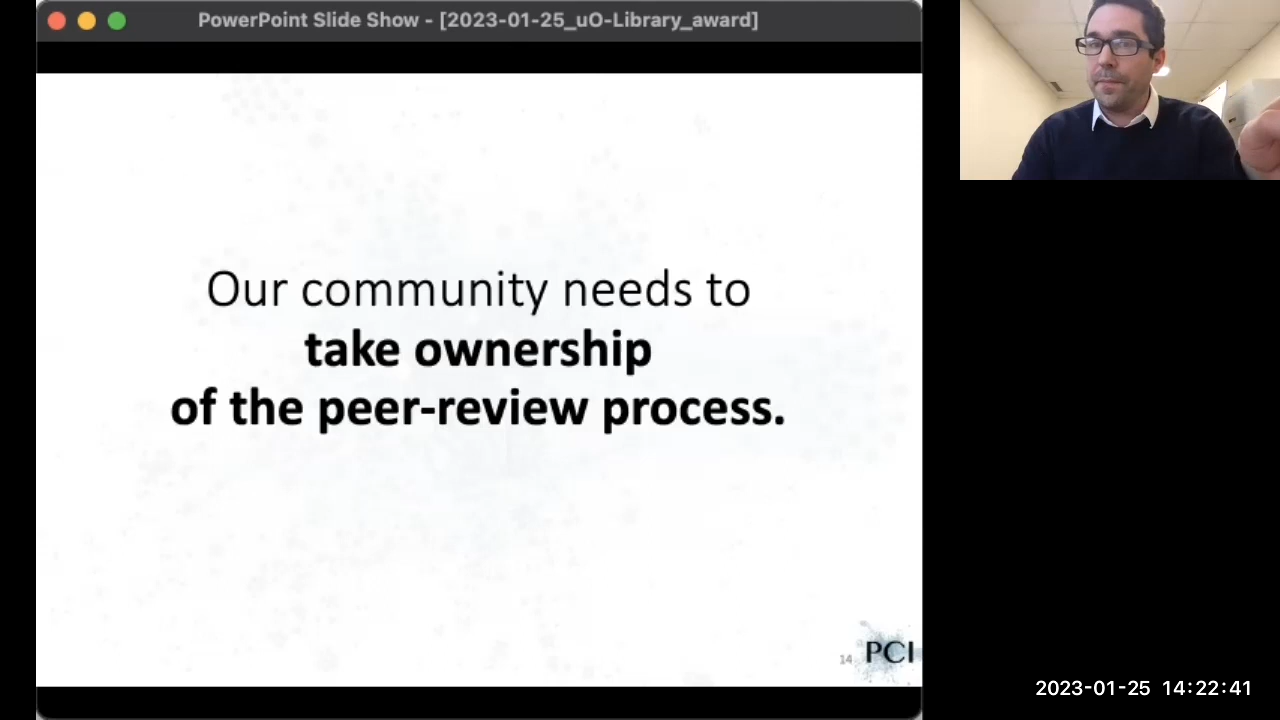 PowerPoint Slide Show - [2023-01-25_uO-Library_award]
Our community needs to
take ownership
of the peer-review process.
14
PCI
2023-01-25 14:22:41